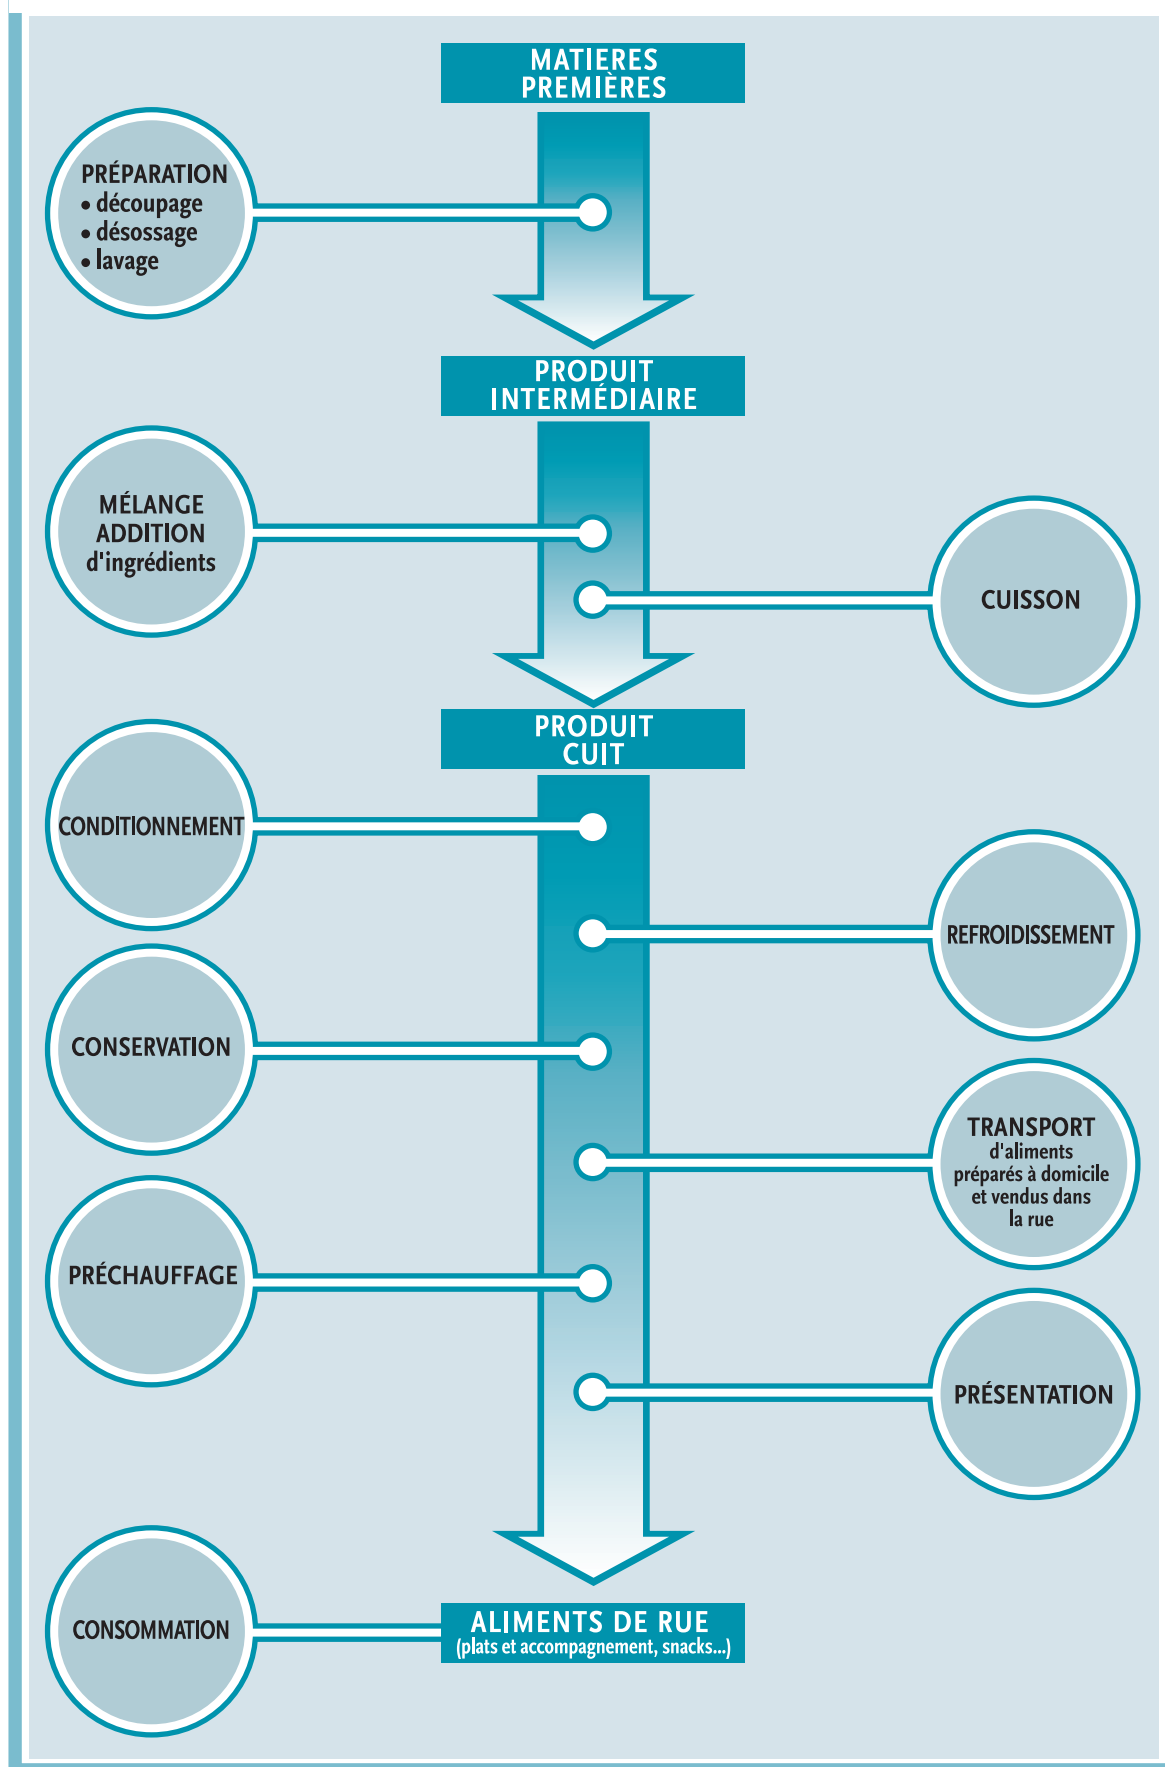 MATIERES
PREMIÈRES
PRÉPARATION
• découpage
• désossage
• lavage
PRODUIT
INTERMÉDIAIRE
MÉLANGE
ADDITION
d'ingrédients
CUISSON
PRODUIT
CUIT
CONDITIONNEMENT
REFROIDISSEMENT
CONSERVATION
TRANSPORT
d'aliments
préparés à domicile
et vendus dans
la rue
PRÉCHAUFFAGE
PRÉSENTATION
CONSOMMATION
ALIMENTS DE RUE
(plats et accompagnement, snacks...)